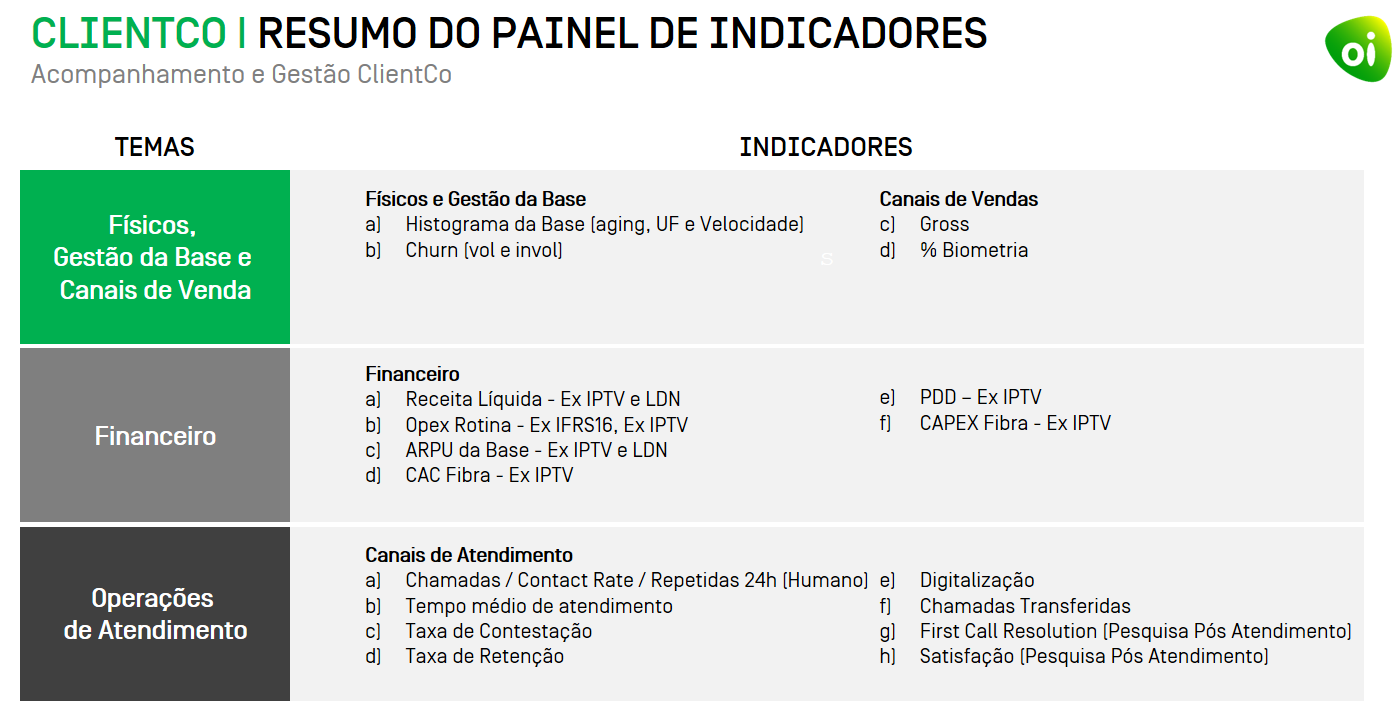 CLIENTCO | RESUMO DO PAINEL DE INDICADORES
Acompanhamento e Gestão ClientCo
oi
TEMAS
INDICADORES
Físicos,
Gestão da Base e
Canais de Venda
Físicos e Gestão da Base
a) Histograma da Base (aging, UF e Velocidade)
b) Churn (vol e invol)
s
Canais de Vendas
c) Gross
d) % Biometria
Financeiro
Financeiro
a) Receita Líquida - Ex IPTV e LDN
b) Opex Rotina - Ex IFRS16, Ex IPTV
c) ARPU da Base - Ex IPTV e LDN
d) CAC Fibra - Ex IPTV
e) PDD – Ex IPTV
f) CAPEX Fibra - Ex IPTV
Operações
de Atendimento
Canais de Atendimento
a) Chamadas / Contact Rate / Repetidas 24h (Humano)
b) Tempo médio de atendimento
c) Taxa de Contestação
d) Taxa de Retenção
e) Digitalização
f) Chamadas Transferidas
g) First Call Resolution (Pesquisa Pós Atendimento)
h) Satisfação (Pesquisa Pós Atendimento)